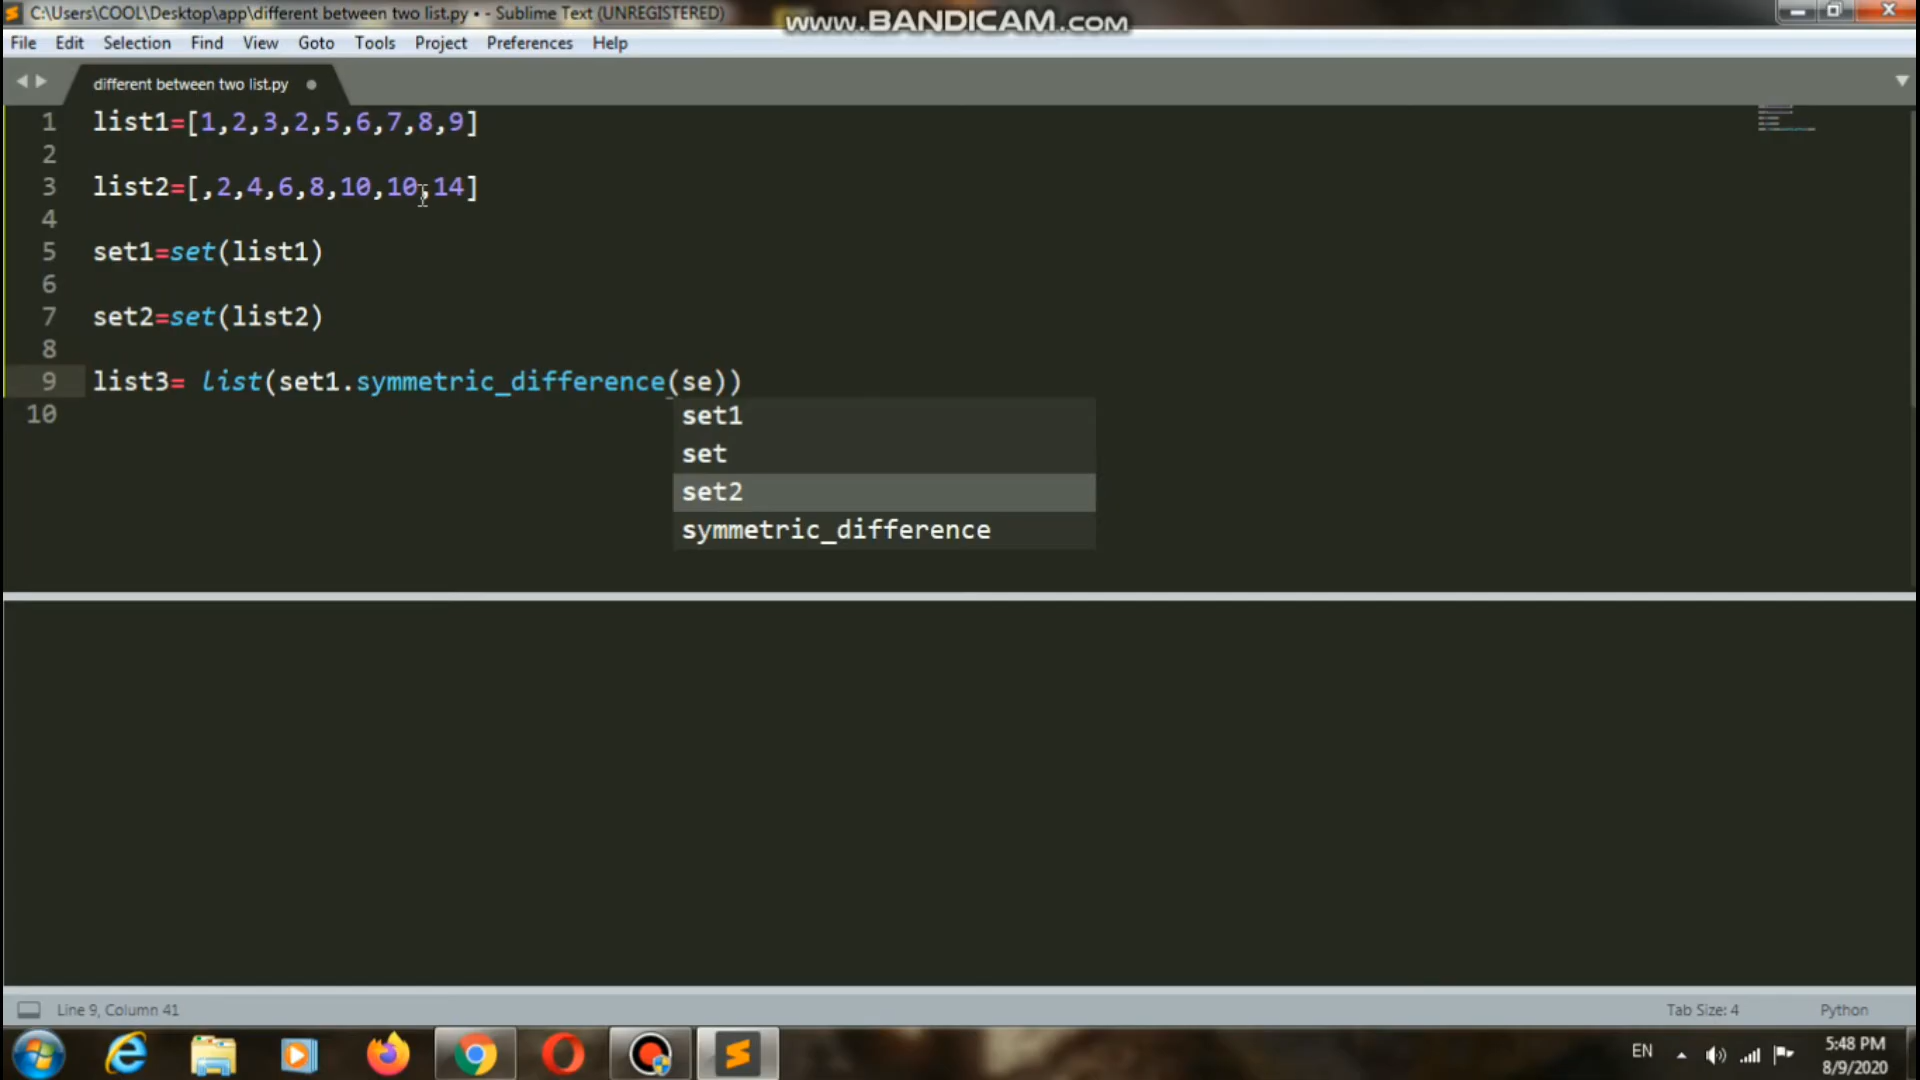 C:\Users\COOL\Desktop\app\different between two list.py • - Sublime Text (UNREGISTERED)
www.BANDICAM.com
File Edit Selection Find View Goto Tools Project Preferences Help
different between two list.py
1 list1=[1,2,3,2,5,6,7,8,9]
2
3 list2=[,2,4,6,8,10,10,14]
4
5 set1=set(list1)
6
7 set2=set(list2)
8
9 list3= list(set1.symmetric_difference(se))
10
set1
set
set2
symmetric_difference
Line 9, Column 41
Tab Size: 4
Python
EN
5:48 PM
8/9/2020